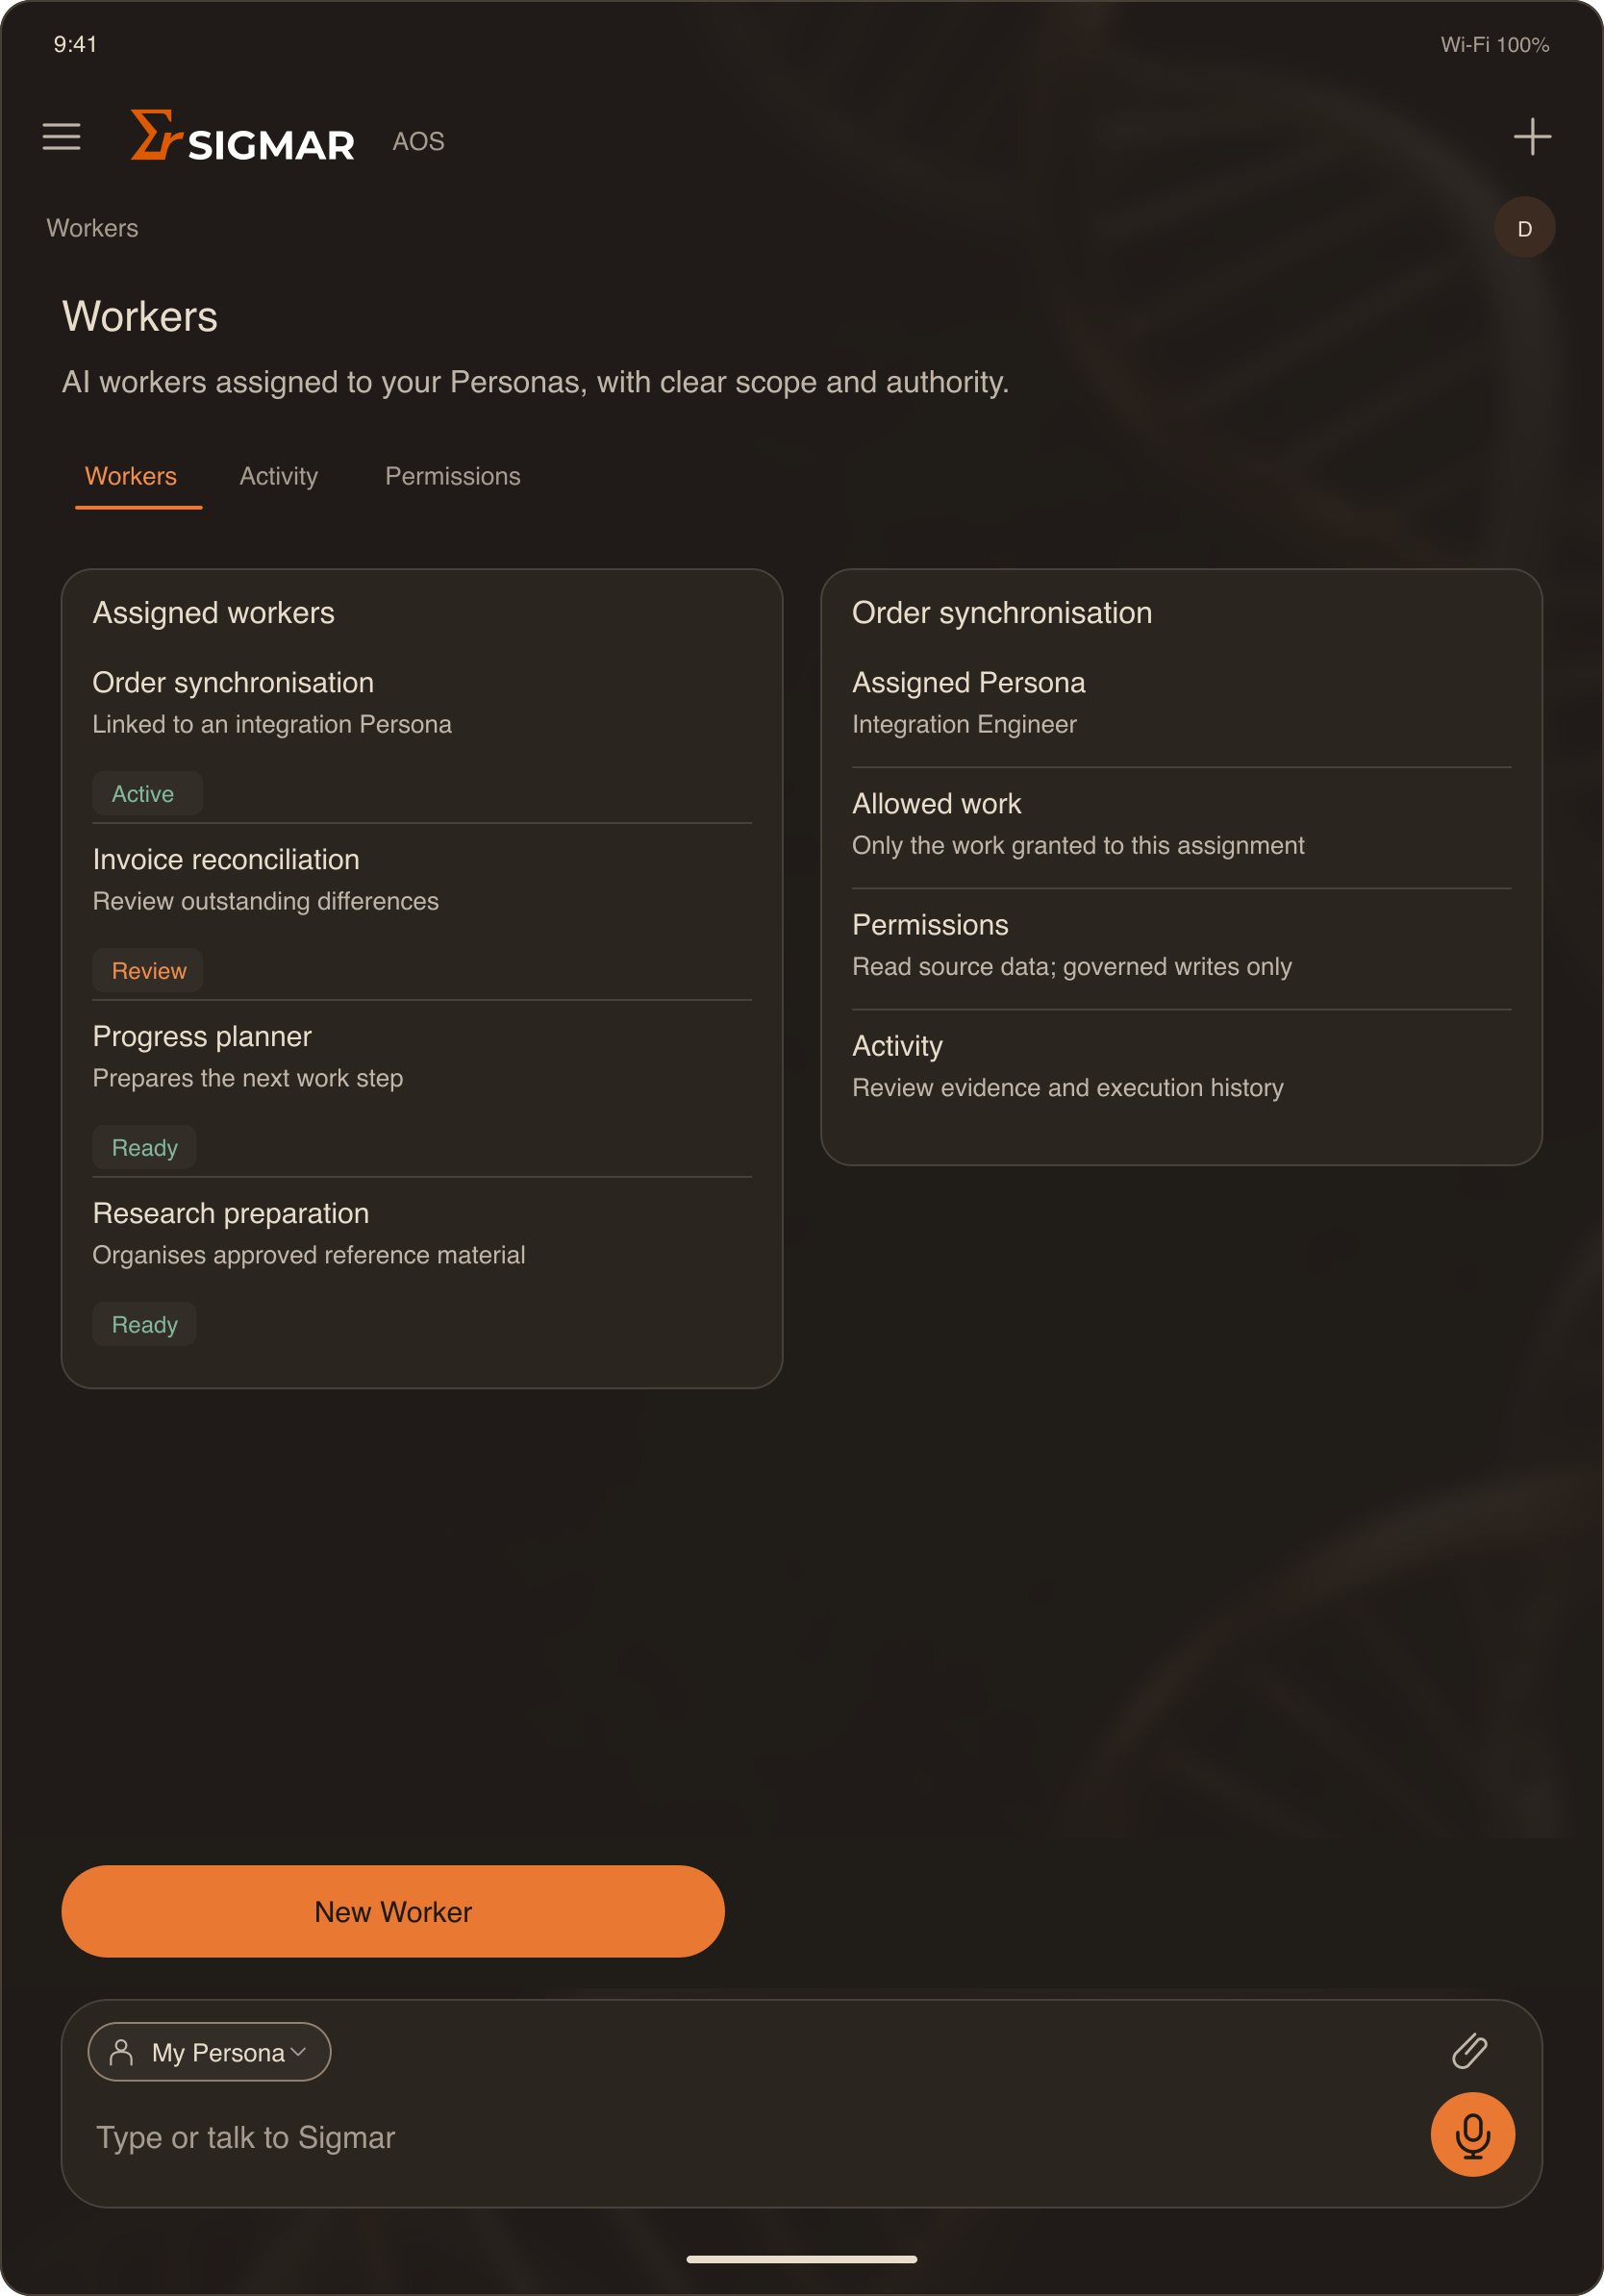 9:41
Wi-Fi 100%
Σr SIGMAR AOS
Workers
D
Workers
AI workers assigned to your Personas, with clear scope and authority.
Workers
Activity
Permissions
Assigned workers
Order synchronisation
Linked to an integration Persona
Active
Invoice reconciliation
Review outstanding differences
Review
Progress planner
Prepares the next work step
Ready
Research preparation
Organises approved reference material
Ready
Order synchronisation
Assigned Persona
Integration Engineer
Allowed work
Only the work granted to this assignment
Permissions
Read source data; governed writes only
Activity
Review evidence and execution history
New Worker
My Persona
Type or talk to Sigmar